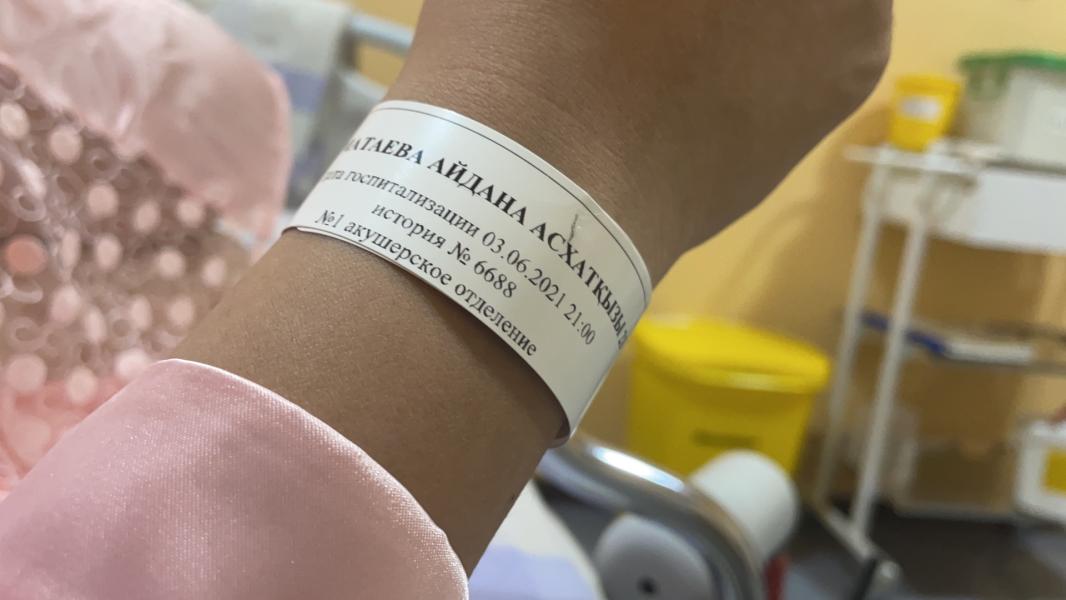 АЙДАНА АСХАТҚЫЗЫ
госпитализации 03.06.2021 21:00
история № 6688
№1 акушерское отделение